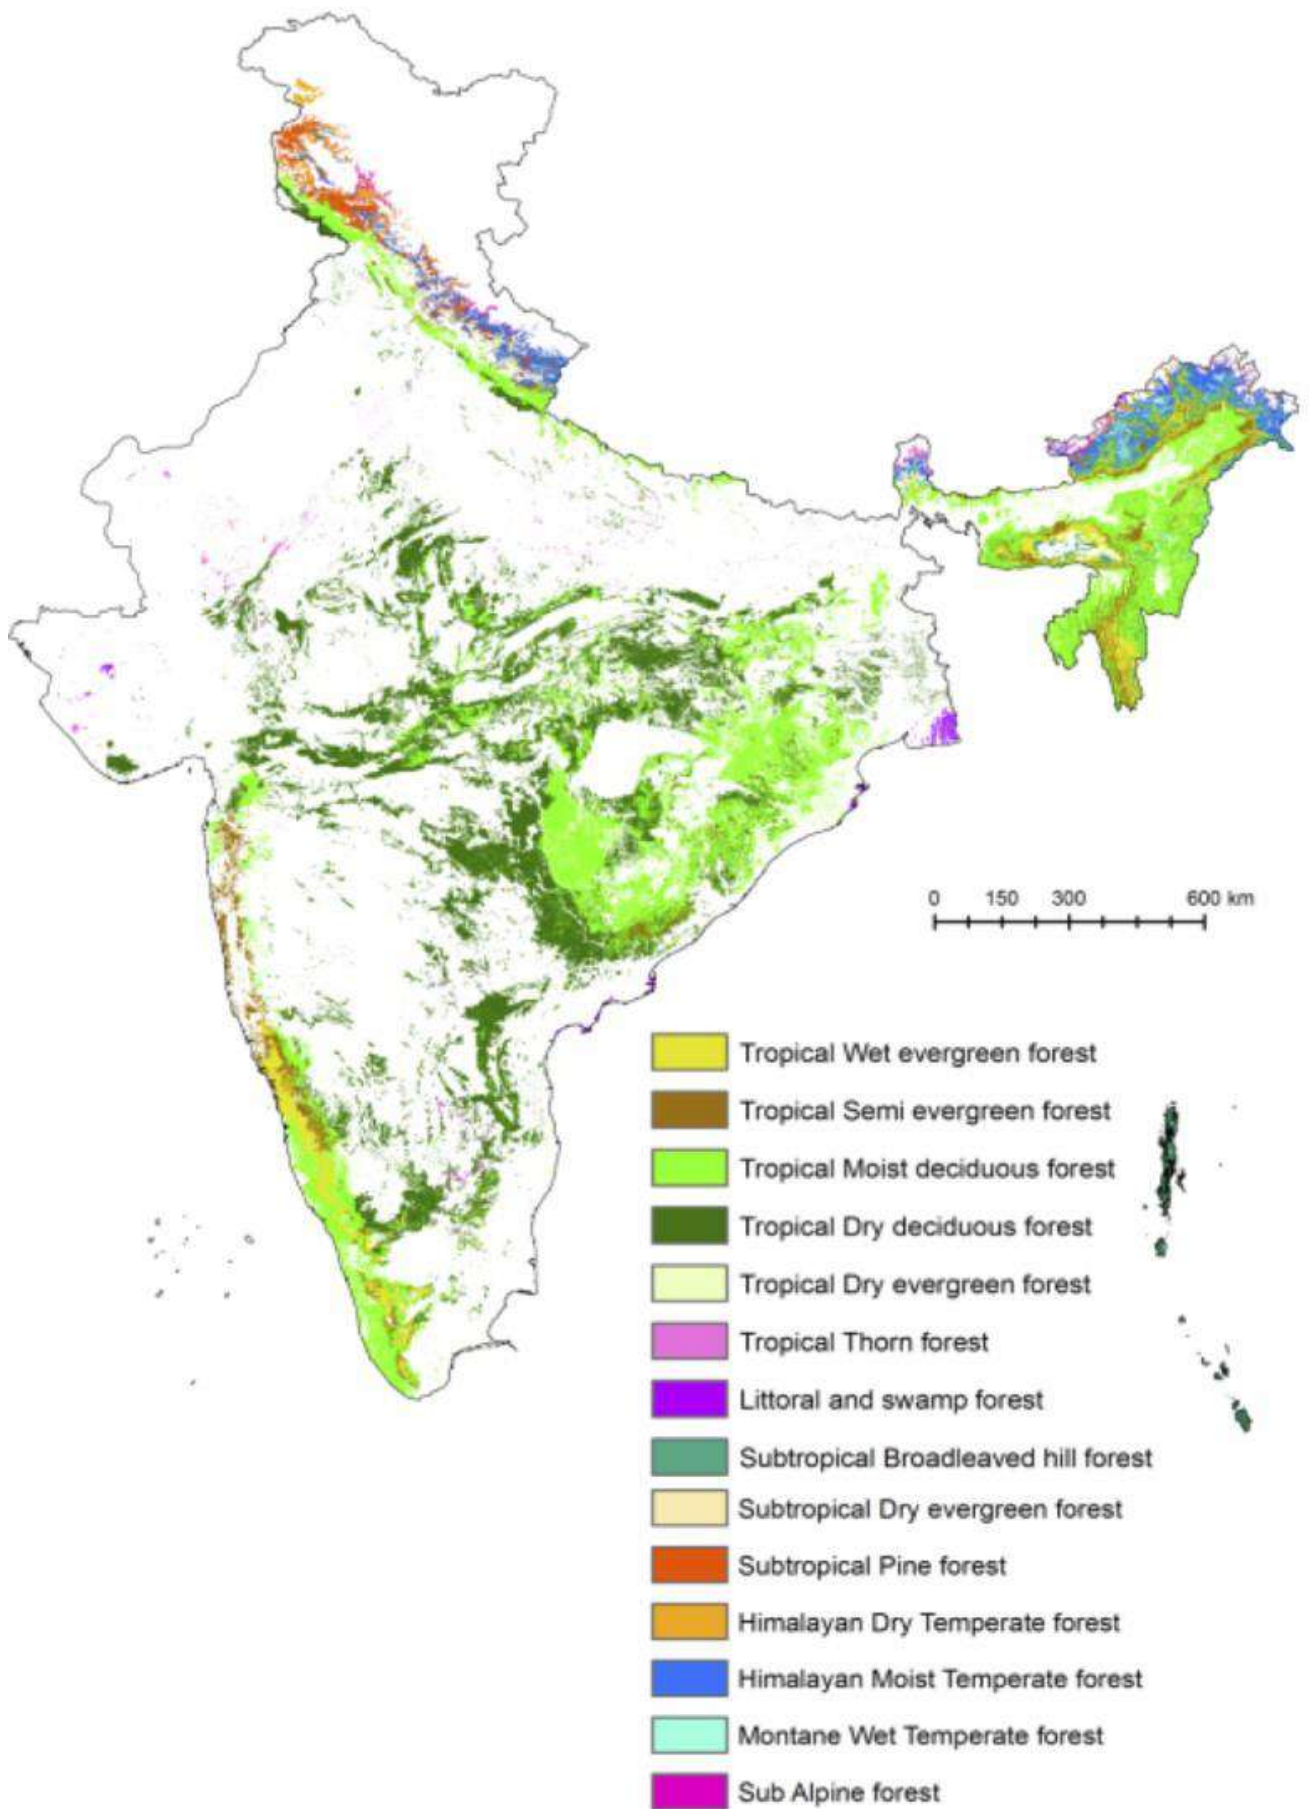 0 150 300 600 km
Tropical Wet evergreen forest
Tropical Semi evergreen forest
Tropical Moist deciduous forest
Tropical Dry deciduous forest
Tropical Dry evergreen forest
Tropical Thorn forest
Littoral and swamp forest
Subtropical Broadleaved hill forest
Subtropical Dry evergreen forest
Subtropical Pine forest
Himalayan Dry Temperate forest
Himalayan Moist Temperate forest
Montane Wet Temperate forest
Sub Alpine forest